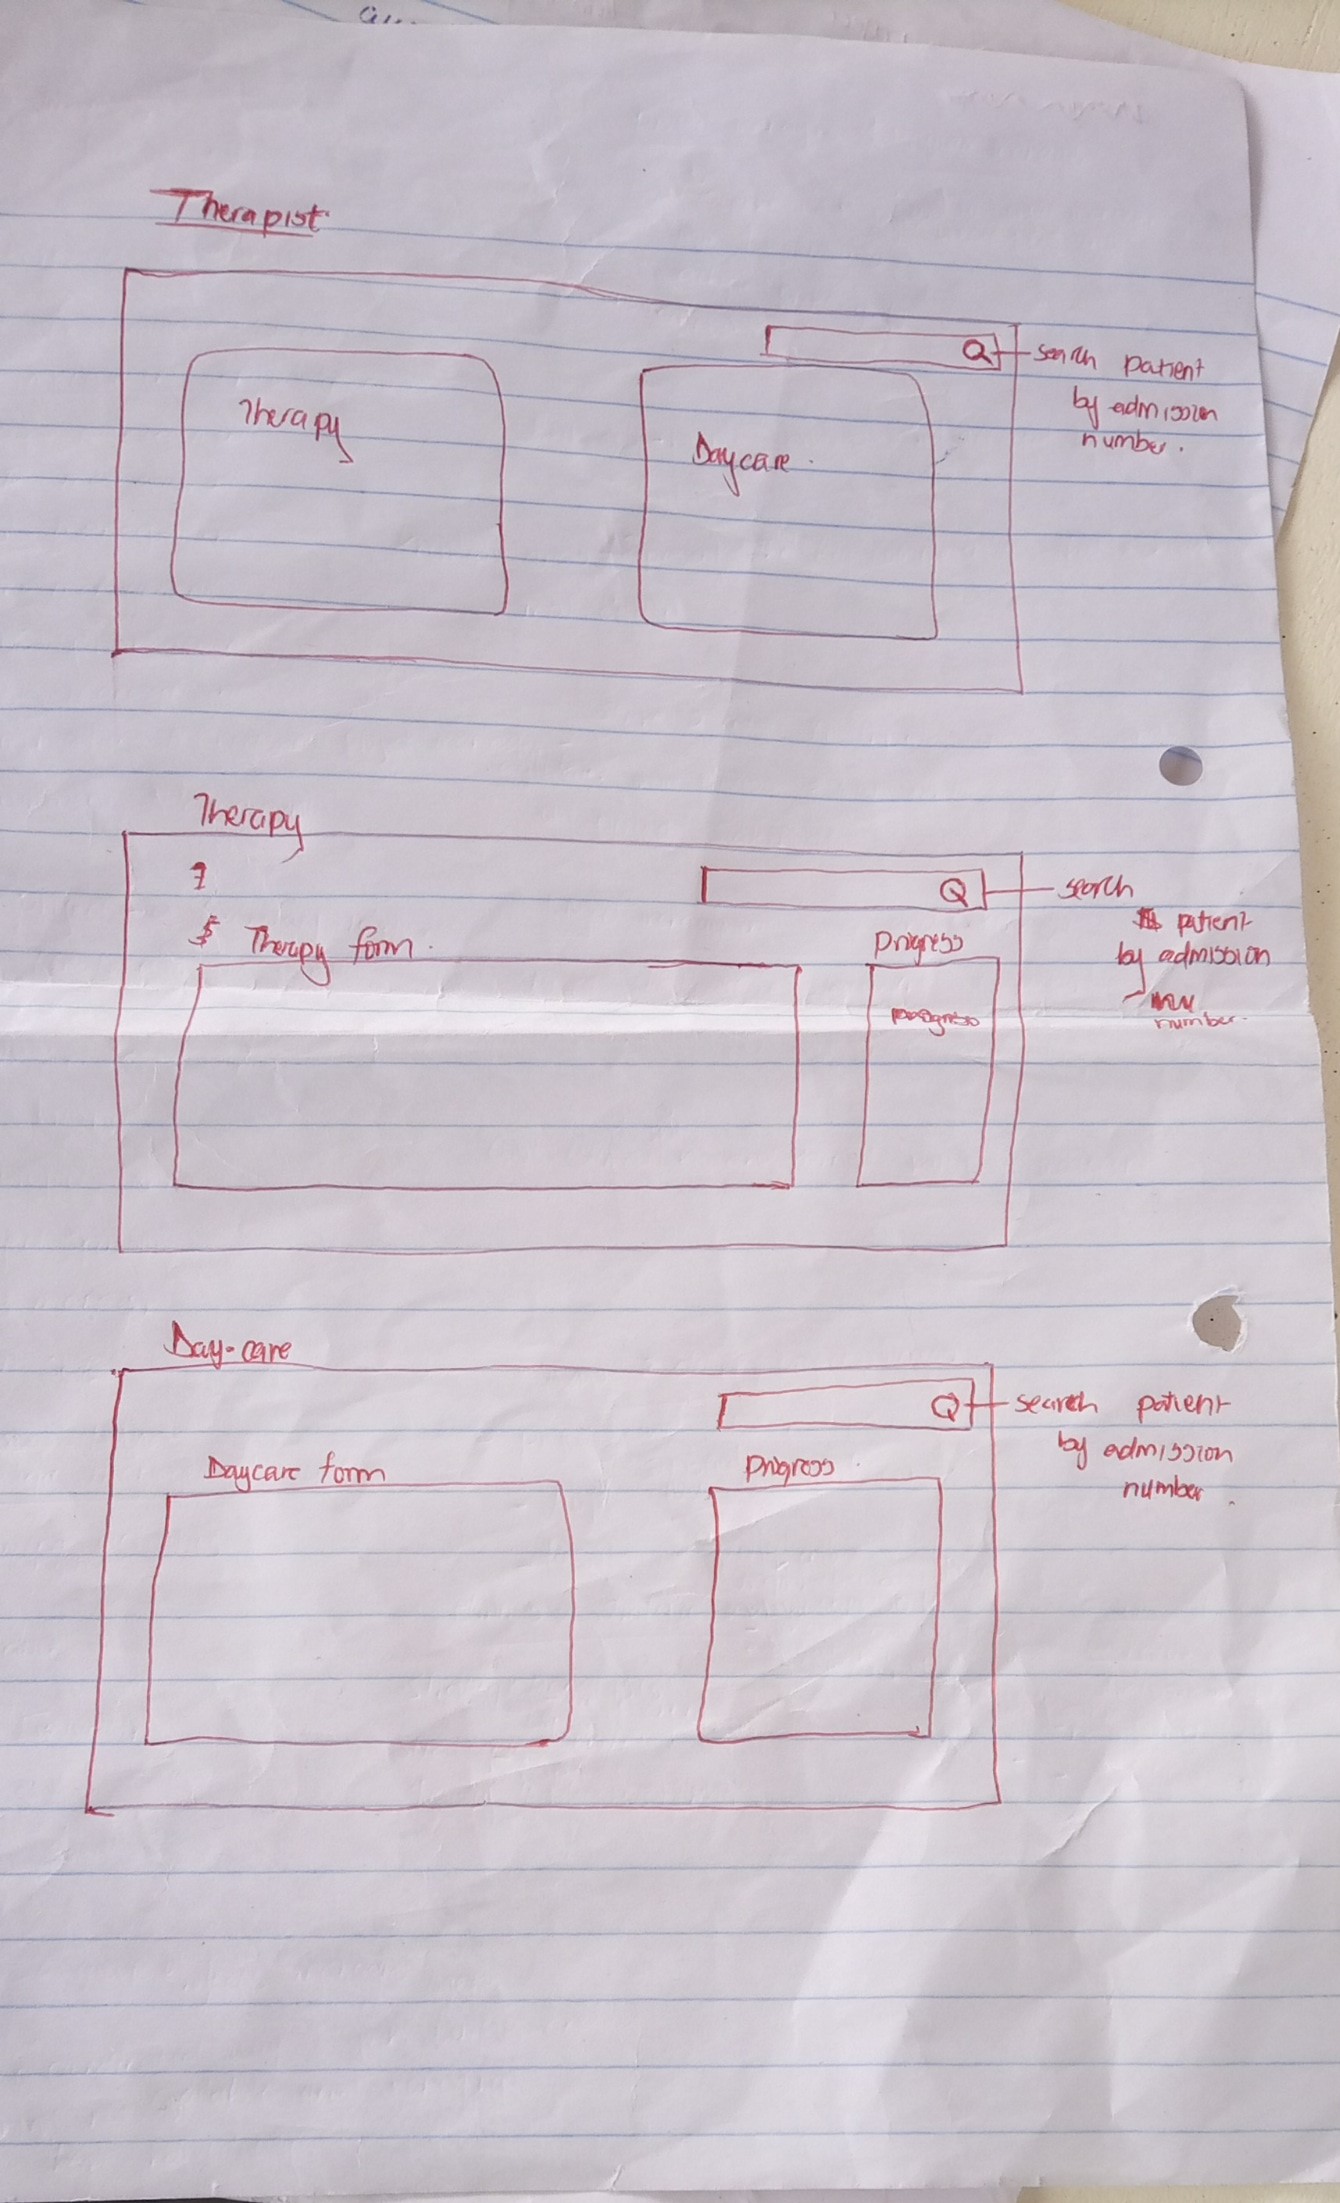 Therapist
search patient
by admission
number.
Therapy
Daycare.
Therapy
search
patient
by admission
number.
Therapy form.
Progress
progress
Day-care
search patient
by admission
number.
Daycare form
Progress.